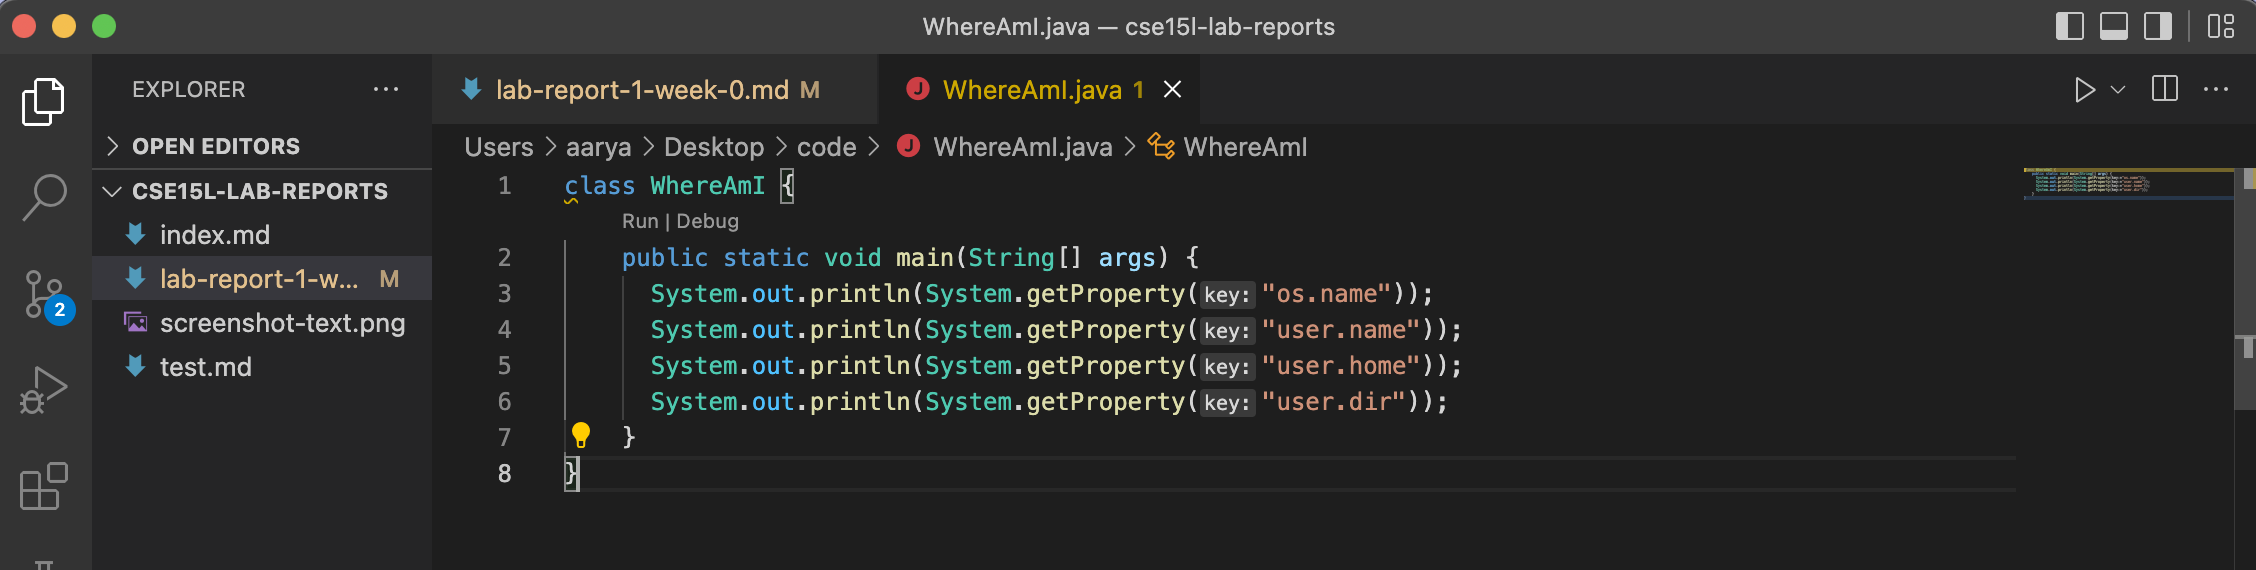 WhereAmI.java — cse15l-lab-reports
EXPLORER ...
lab-report-1-week-0.md M
WhereAmI.java 1
OPEN EDITORS
CSE15L-LAB-REPORTS
index.md
lab-report-1-w... M
screenshot-text.png
test.md
2
Users > aarya > Desktop > code > J WhereAmI.java > WhereAmI
1 class WhereAmI {
Run | Debug
2 public static void main(String[] args) {
3 System.out.println(System.getProperty(key: "os.name"));
4 System.out.println(System.getProperty(key: "user.name"));
5 System.out.println(System.getProperty(key: "user.home"));
6 System.out.println(System.getProperty(key: "user.dir"));
7 }
8 }